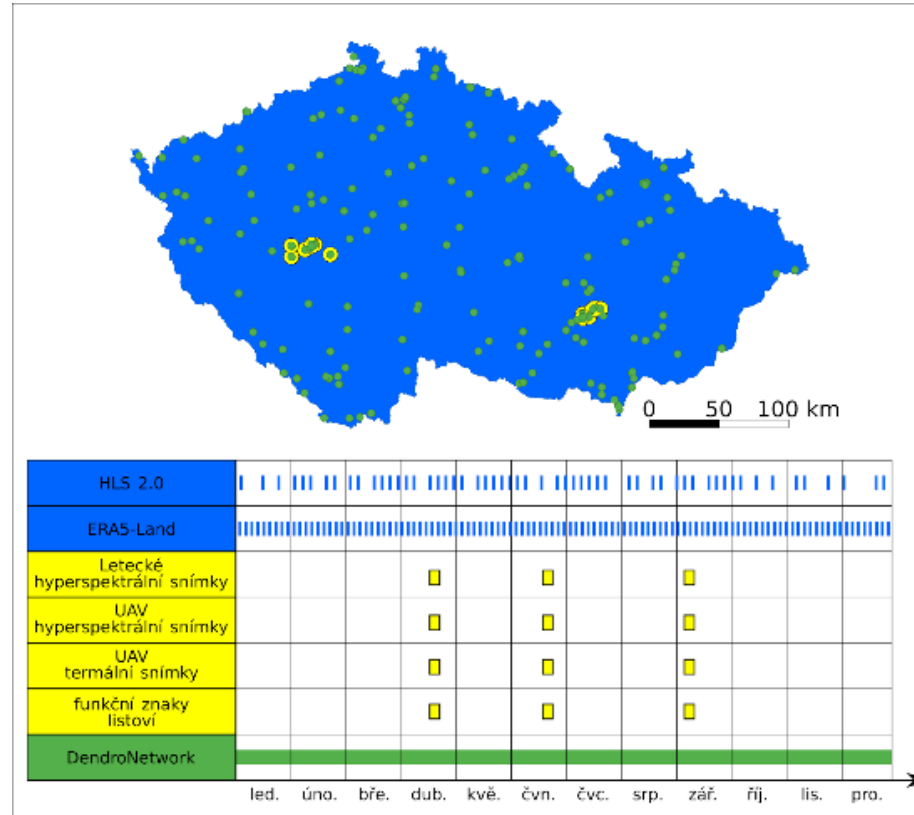 0 50 100 km
HLS 2.0
ERA5-Land
Letecké
hyperspektrální snímky
UAV
hyperspektrální snímky
UAV
termální snímky
funkční znaky
listoví
DendroNetwork
led. úno. bře. dub. kvě. čvn. čvc. srp. zář. říj. lis. pro.